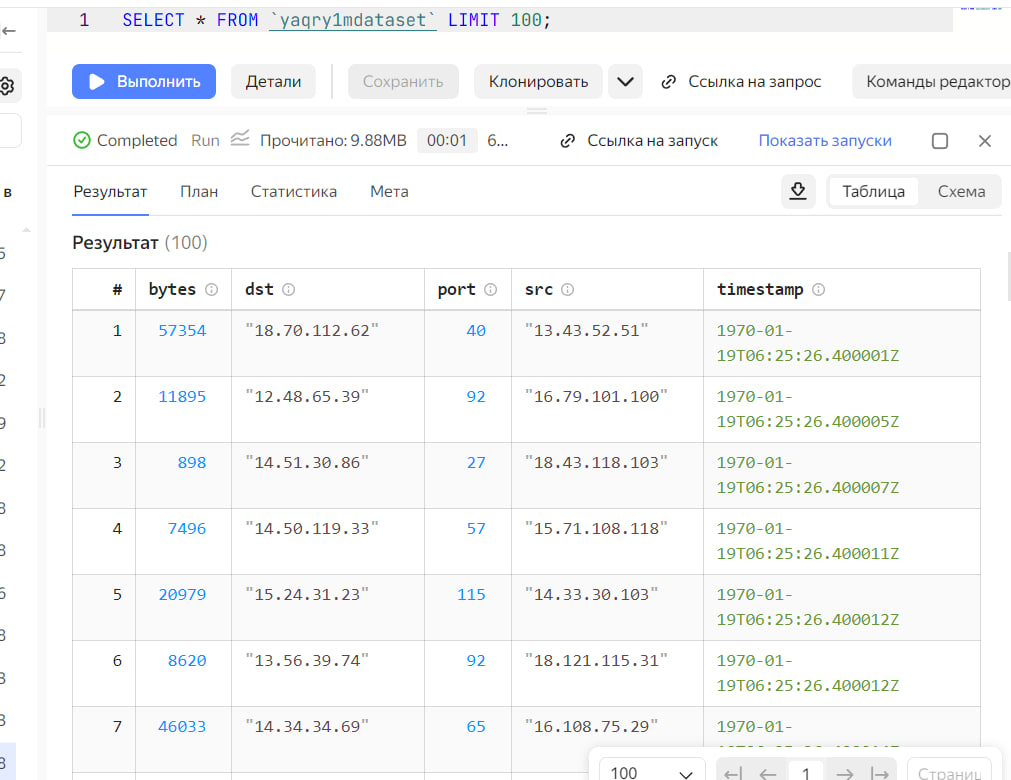 1 SELECT * FROM `yaqry1mdataset` LIMIT 100;
Выполнить Детали Сохранить Клонировать Ссылка на запрос Команды редактор
Completed Run Прочитано: 9.88MB 00:01 6... Ссылка на запуск Показать запуски
в
Результат План Статистика Мета Таблица Схема
Результат (100)
# bytes dst port src timestamp
1 57354 "18.70.112.62" 40 "13.43.52.51" 1970-01-
19T06:25:26.400001Z
2 11895 "12.48.65.39" 92 "16.79.101.100" 1970-01-
19T06:25:26.400005Z
3 898 "14.51.30.86" 27 "18.43.118.103" 1970-01-
19T06:25:26.400007Z
4 7496 "14.50.119.33" 57 "15.71.108.118" 1970-01-
19T06:25:26.400011Z
5 20979 "15.24.31.23" 115 "14.33.30.103" 1970-01-
19T06:25:26.400012Z
6 8620 "13.56.39.74" 92 "18.121.115.31" 1970-01-
19T06:25:26.400012Z
7 46033 "14.34.34.69" 65 "16.108.75.29" 1970-01-
100 1 Страниц